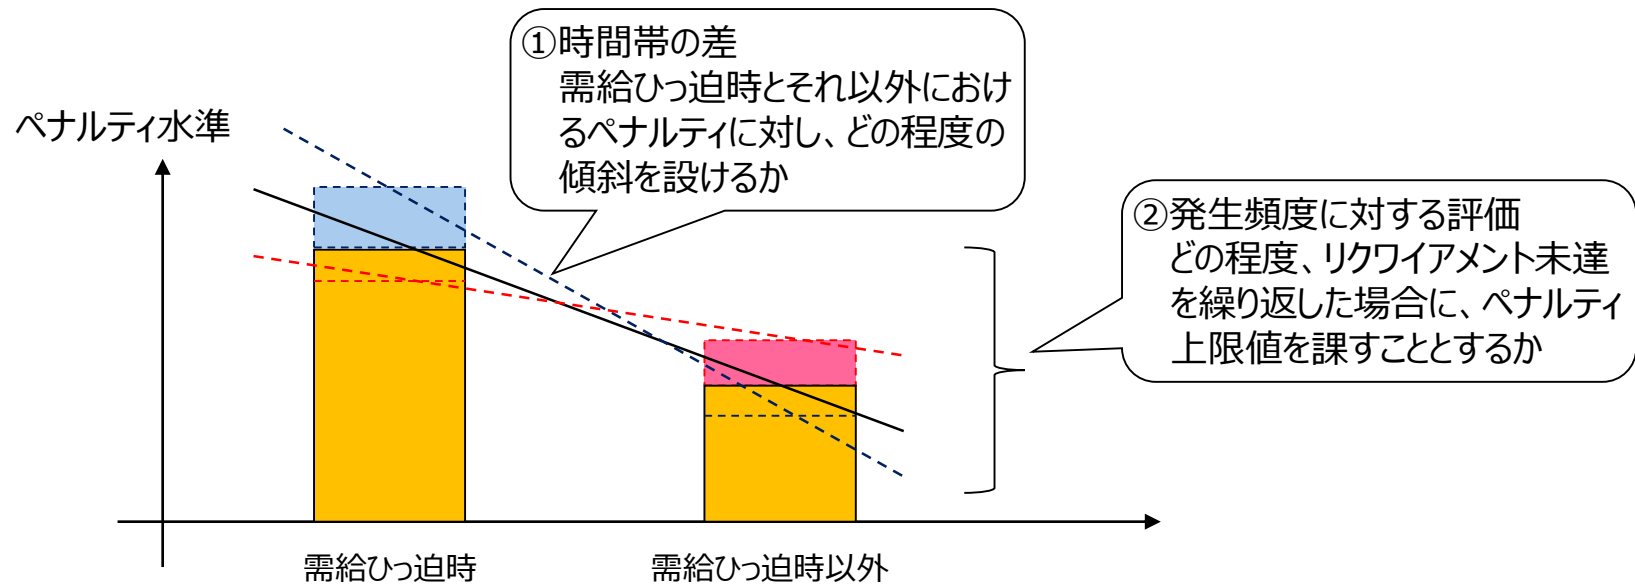 ①時間帯の差
需給ひっ迫時とそれ以外におけ
るペナルティに対し、どの程度の
傾斜を設けるか
ペナルティ水準
②発生頻度に対する評価
どの程度、リクワイアメント未達
を繰り返した場合に、ペナルティ
上限値を課すこととするか
需給ひっ迫時
需給ひっ迫時以外